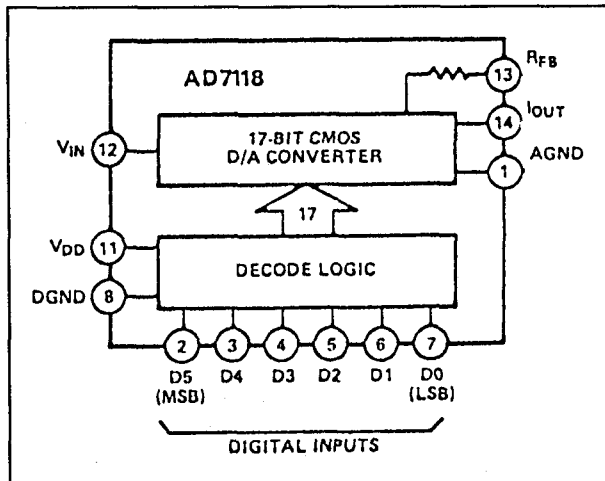 AD7118
RFB
13
IOUT
14
17-BIT CMOS
D/A CONVERTER
VIN 12
AGND
1
17
VDD
11
DECODE LOGIC
DGND 8
2 3 4 5 6 7
D5 D4 D3 D2 D1 D0
(MSB) (LSB)
DIGITAL INPUTS